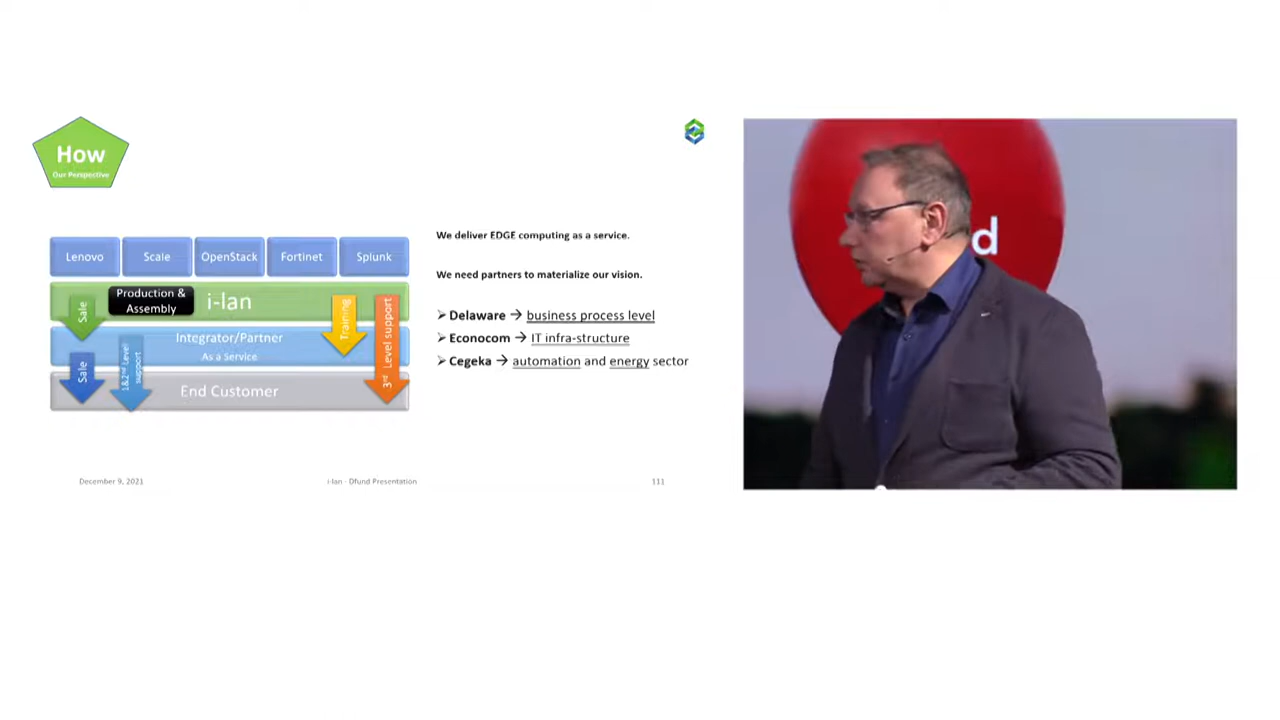 How
Our Perspective
Lenovo
Scale
OpenStack
Fortinet
Splunk
Sale
Production &
Assembly
i-lan
Training
3rd Level support
Sale
1&2nd Level
support
Integrator/Partner
As a Service
End Customer
We deliver EDGE computing as a service.
We need partners to materialize our vision.
➢ Delaware → business process level
➢ Econocom → IT infra-structure
➢ Cegeka → automation and energy sector
December 9, 2021
i-lan - Dfund Presentation
111
d